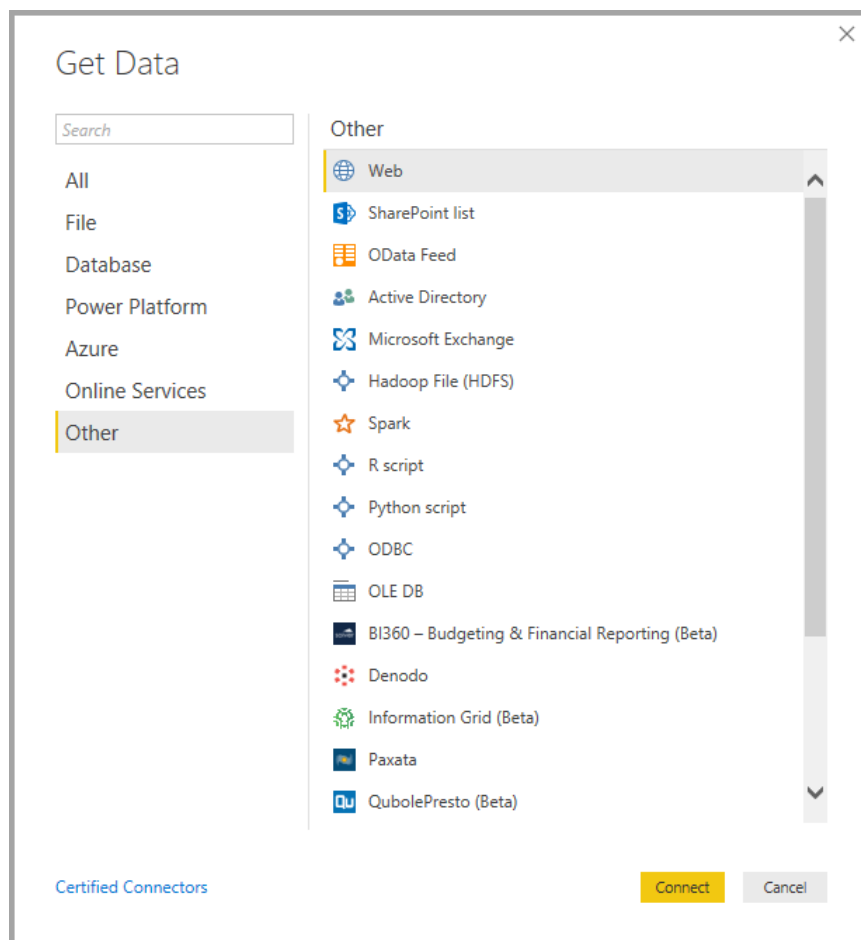 Get Data
Search
All
File
Database
Power Platform
Azure
Online Services
Other
Other
Web
SharePoint list
OData Feed
Active Directory
Microsoft Exchange
Hadoop File (HDFS)
Spark
R script
Python script
ODBC
OLE DB
BI360 – Budgeting & Financial Reporting (Beta)
Denodo
Information Grid (Beta)
Paxata
Qu QubolePresto (Beta)
Certified Connectors
Connect
Cancel